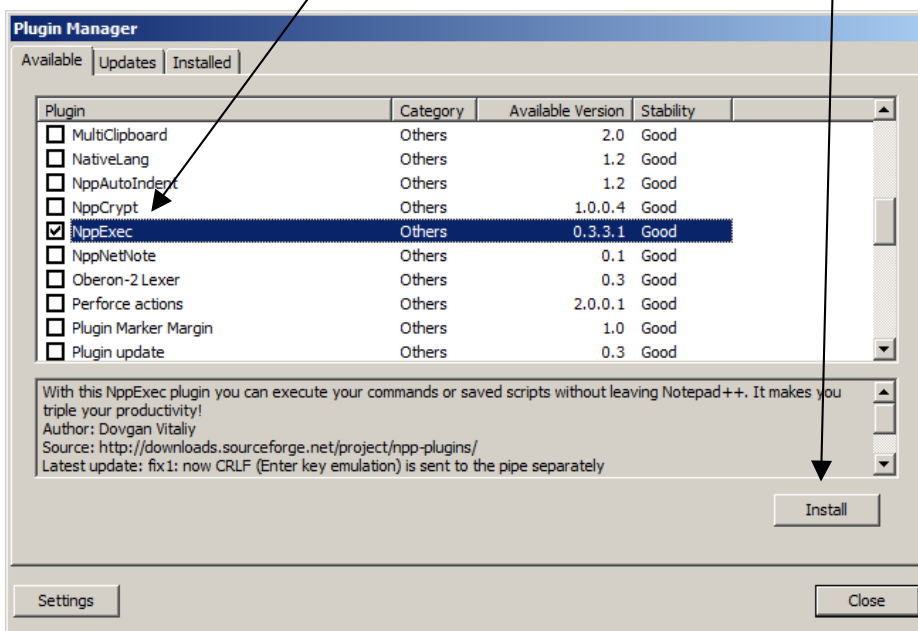 Plugin Manager
Available Updates Installed
Plugin Category Available Version Stability
MultiClipboard Others 2.0 Good
NativeLang Others 1.2 Good
NppAutoIndent Others 1.2 Good
NppCrypt Others 1.0.0.4 Good
NppExec Others 0.3.3.1 Good
NppNetNote Others 0.1 Good
Oberon-2 Lexer Others 0.3 Good
Perforce actions Others 2.0.0.1 Good
Plugin Marker Margin Others 1.0 Good
Plugin update Others 0.3 Good
With this NppExec plugin you can execute your commands or saved scripts without leaving Notepad++. It makes you
triple your productivity!
Author: Dovgan Vitaliy
Source: http://downloads.sourceforge.net/project/npp-plugins/
Latest update: fix1: now CRLF (Enter key emulation) is sent to the pipe separately
Install
Settings Close